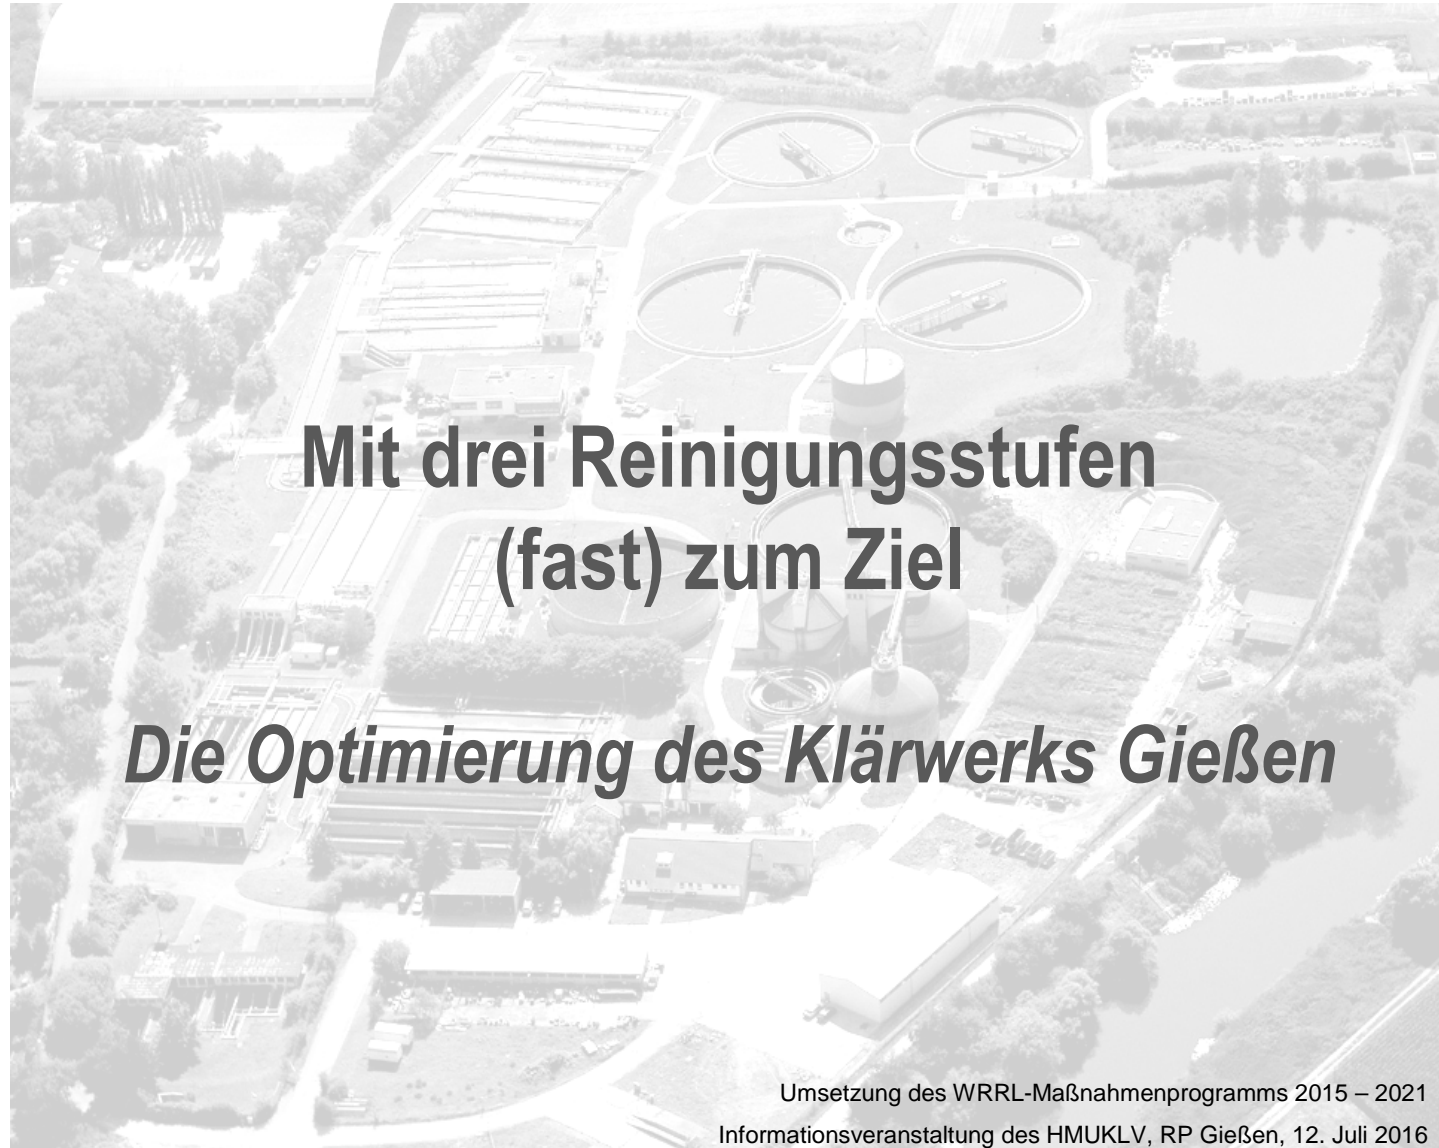 Mit drei Reinigungsstufen
(fast) zum Ziel
Die Optimierung des Klärwerks Gießen
Umsetzung des WRRL-Maßnahmenprogramms 2015 – 2021
Informationsveranstaltung des HMUKLV, RP Gießen, 12. Juli 2016